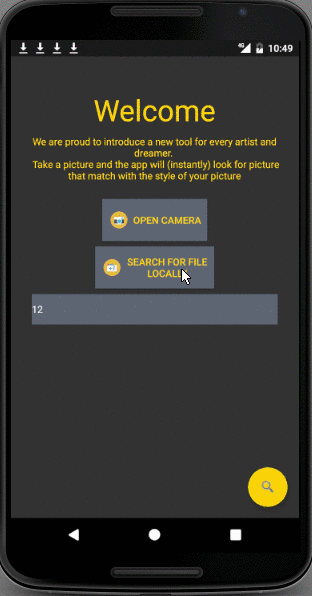 4G 10:49
Welcome
We are proud to introduce a new tool for every artist and
dreamer.
Take a picture and the app will (instantly) look for picture
that match with the style of your picture
OPEN CAMERA
SEARCH FOR FILE
LOCALLY
12